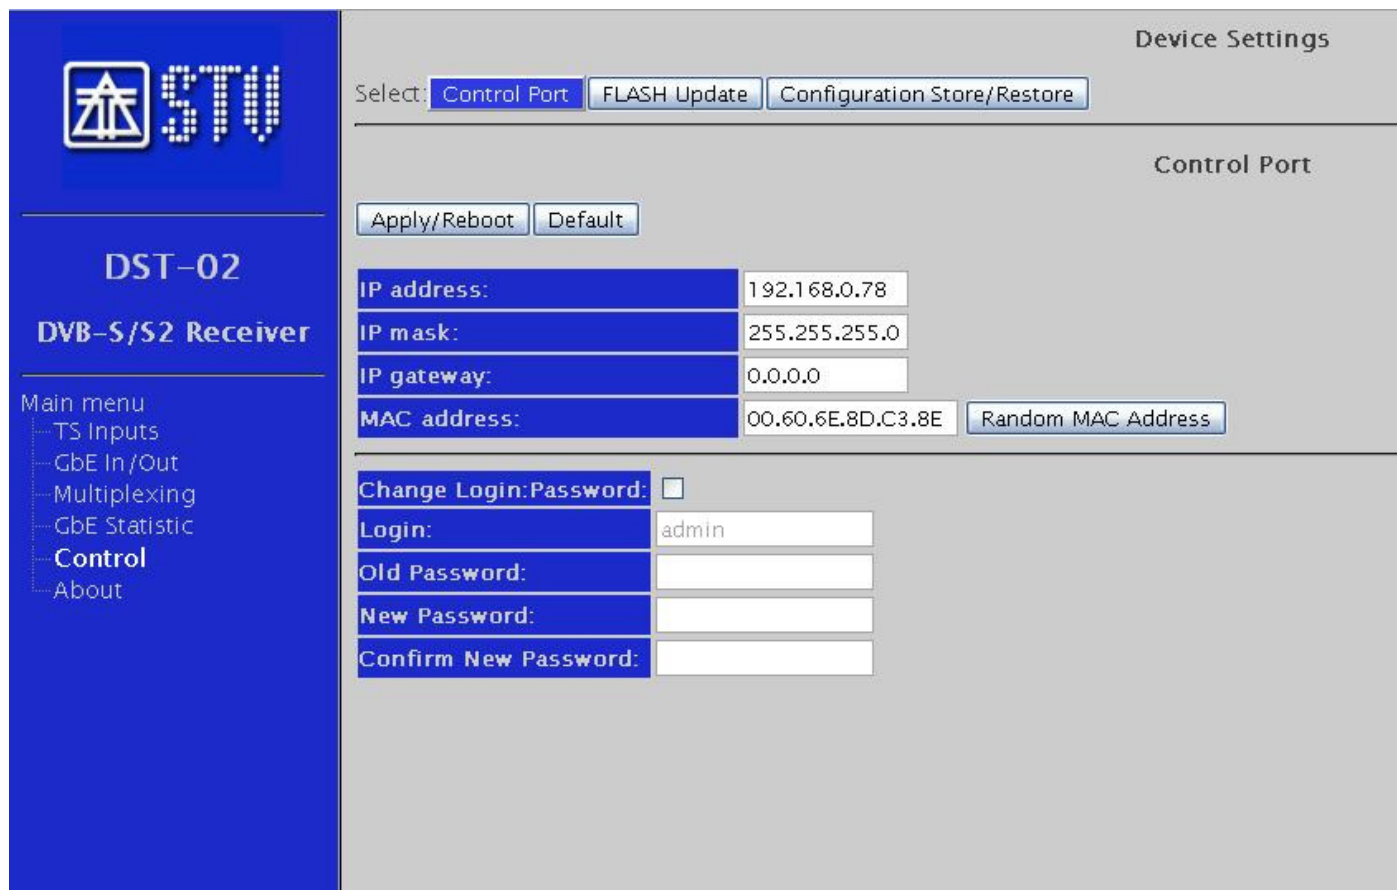 STV
DST-02
DVB-S/S2 Receiver
Main menu
TS Inputs
GbE In/Out
Multiplexing
GbE Statistic
Control
About
Device Settings
Select: Control Port FLASH Update Configuration Store/Restore
Control Port
Apply/Reboot Default
IP address: 192.168.0.78
IP mask: 255.255.255.0
IP gateway: 0.0.0.0
MAC address: 00.60.6E.8D.C3.8E Random MAC Address
Change Login:Password:
Login: admin
Old Password:
New Password:
Confirm New Password: